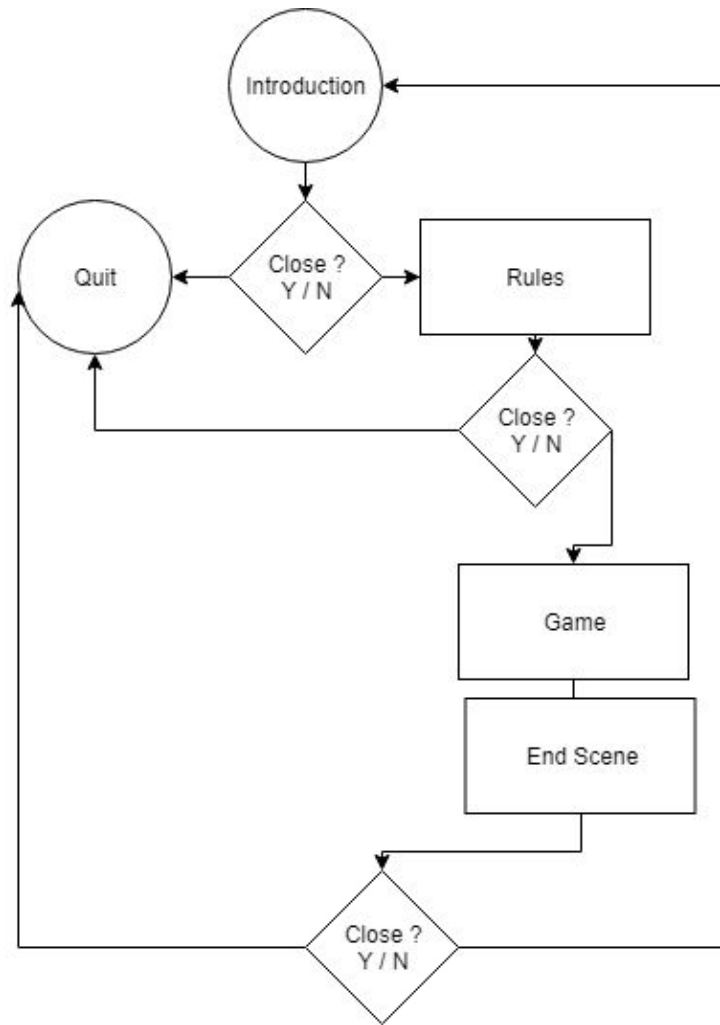 Introduction
Close ?
Y / N
Quit
Rules
Close ?
Y / N
Game
End Scene
Close ?
Y / N